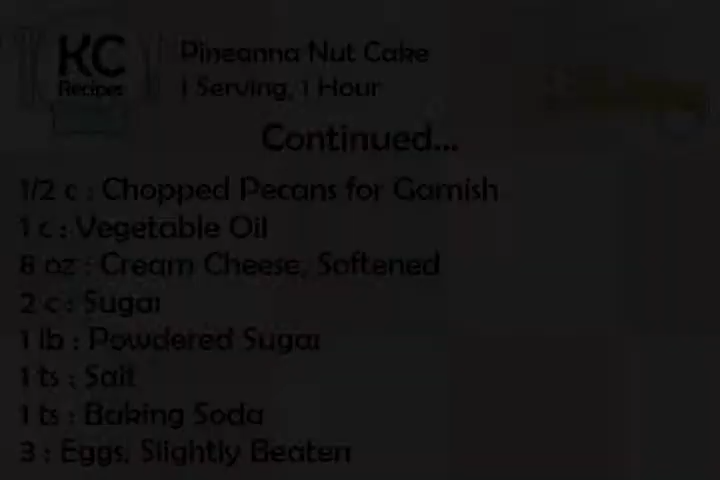 KC
Recipes
Pineanna Nut Cake
1 Serving, 1 Hour
Continued...
1/2 c : Chopped Pecans for Garnish
1 c : Vegetable Oil
8 oz : Cream Cheese, Softened
2 c : Sugar
1 lb : Powdered Sugar
1 ts : Salt
1 ts : Baking Soda
3 : Eggs, Slightly Beaten